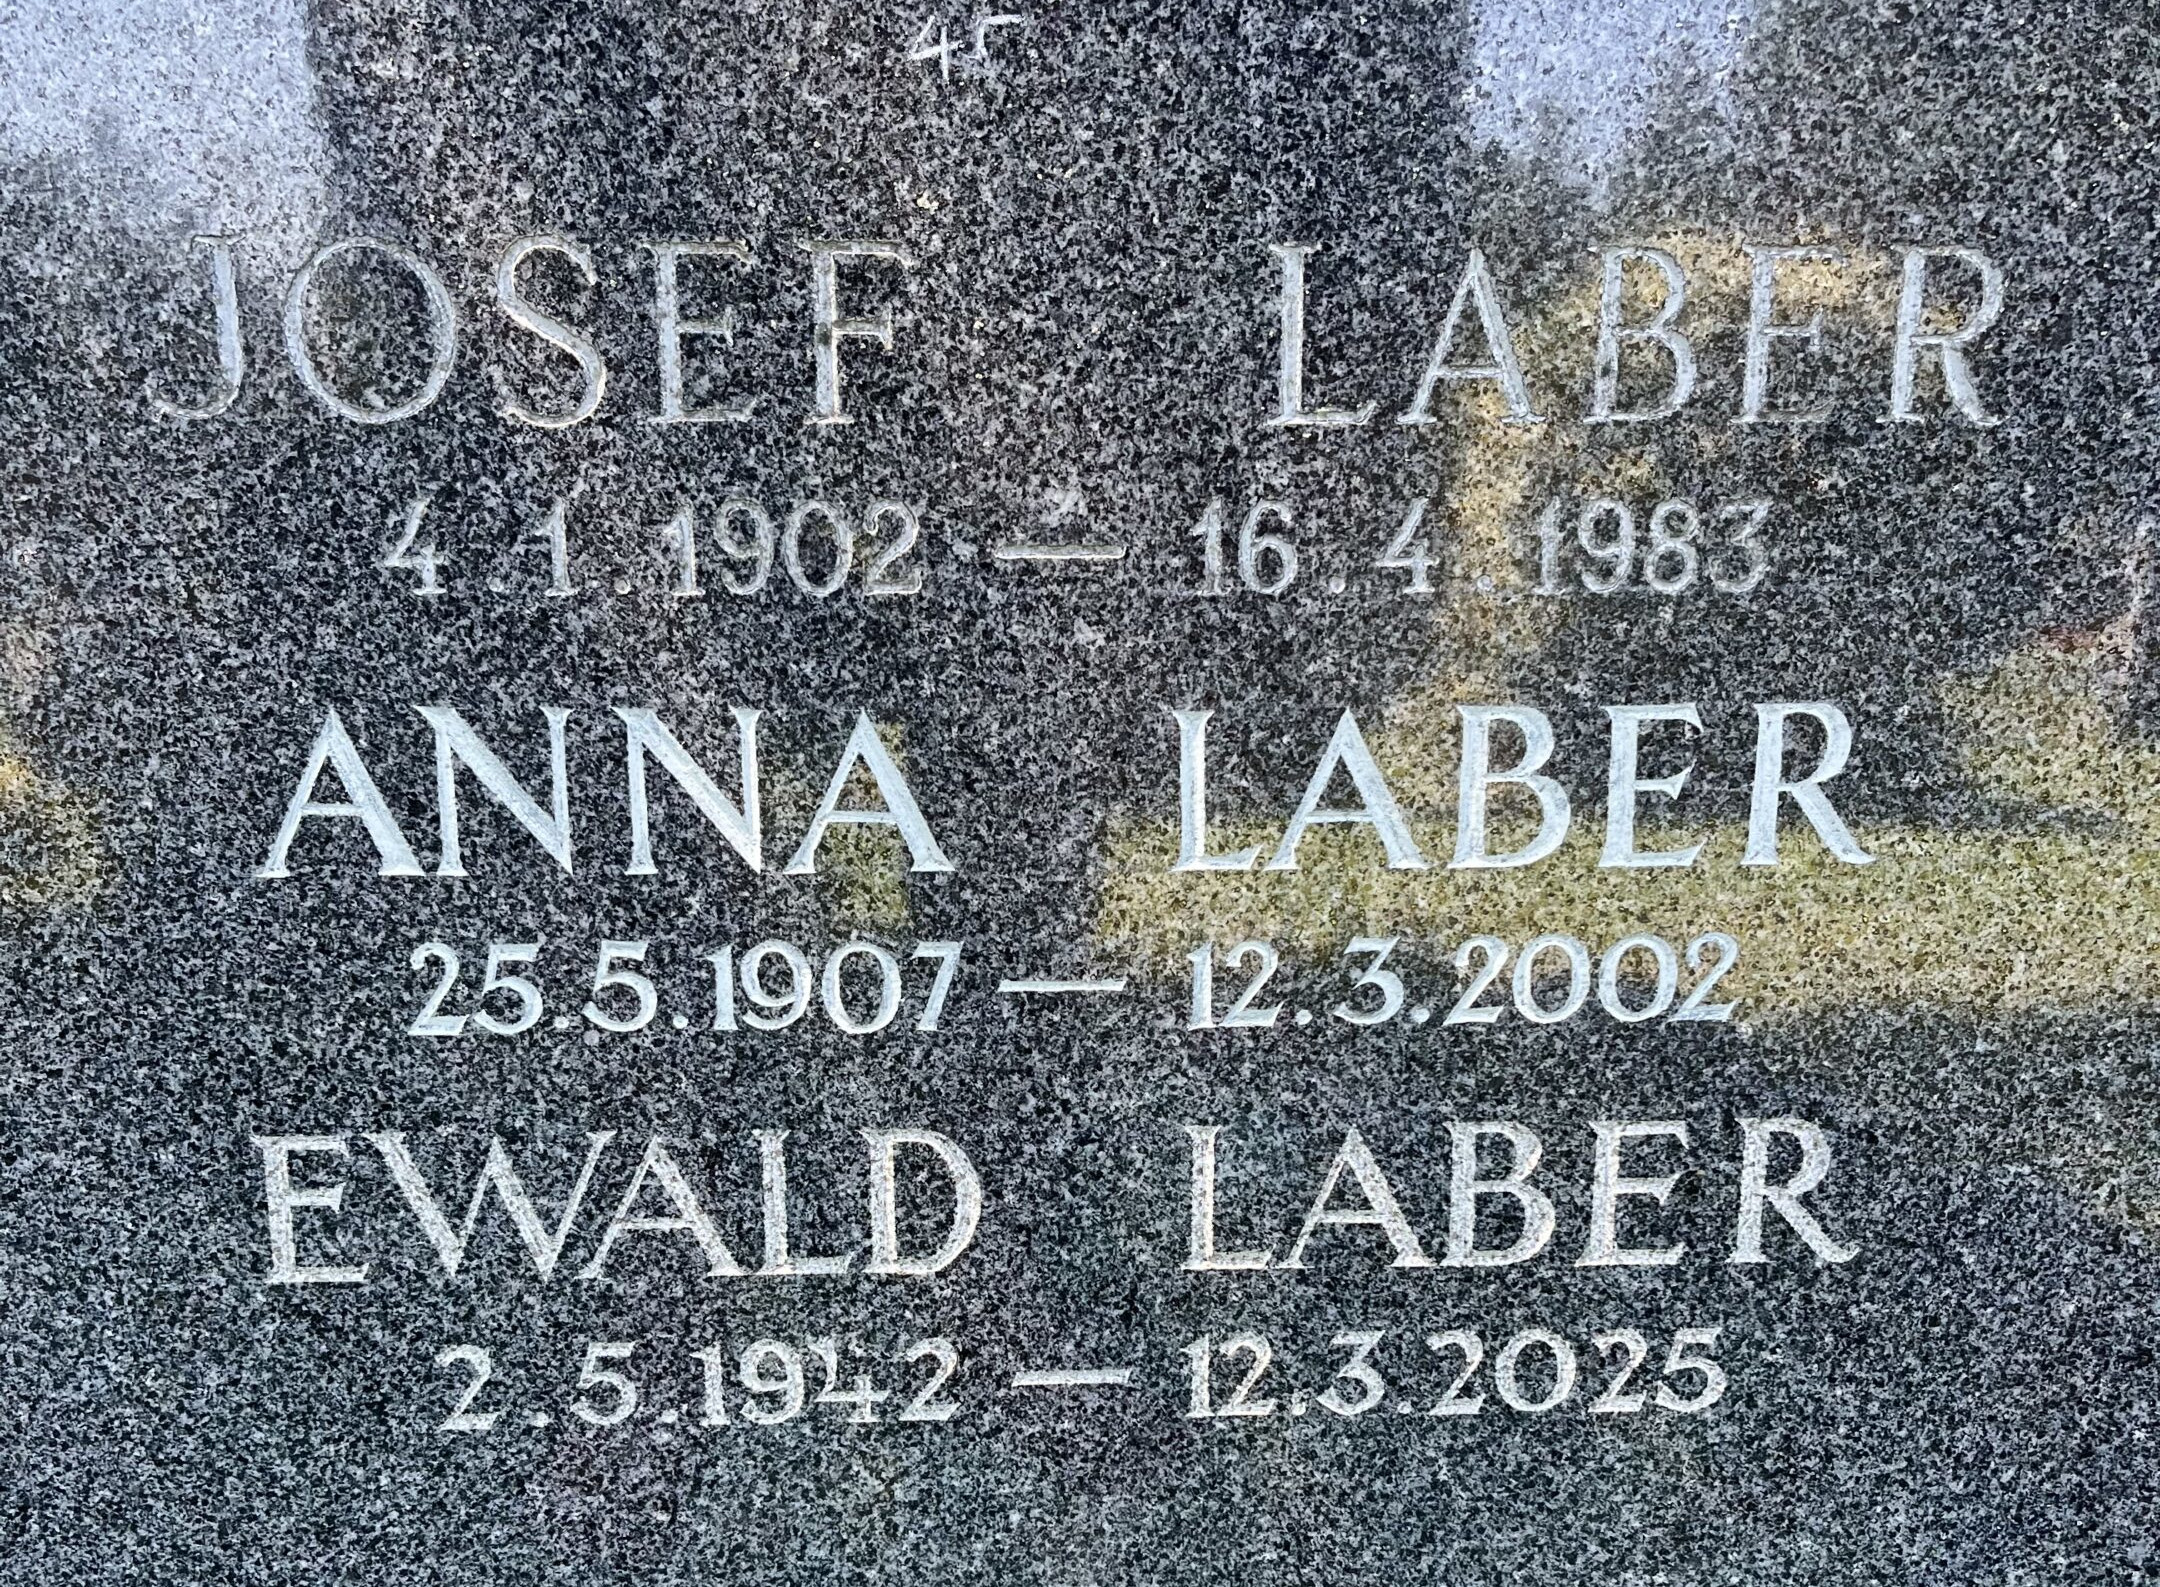 45
JOSEF LABER
4.1.1902 — 16.4.1983
ANNA LABER
25.5.1907 — 12.3.2002
EWALD LABER
2.5.1942 — 12.3.2025